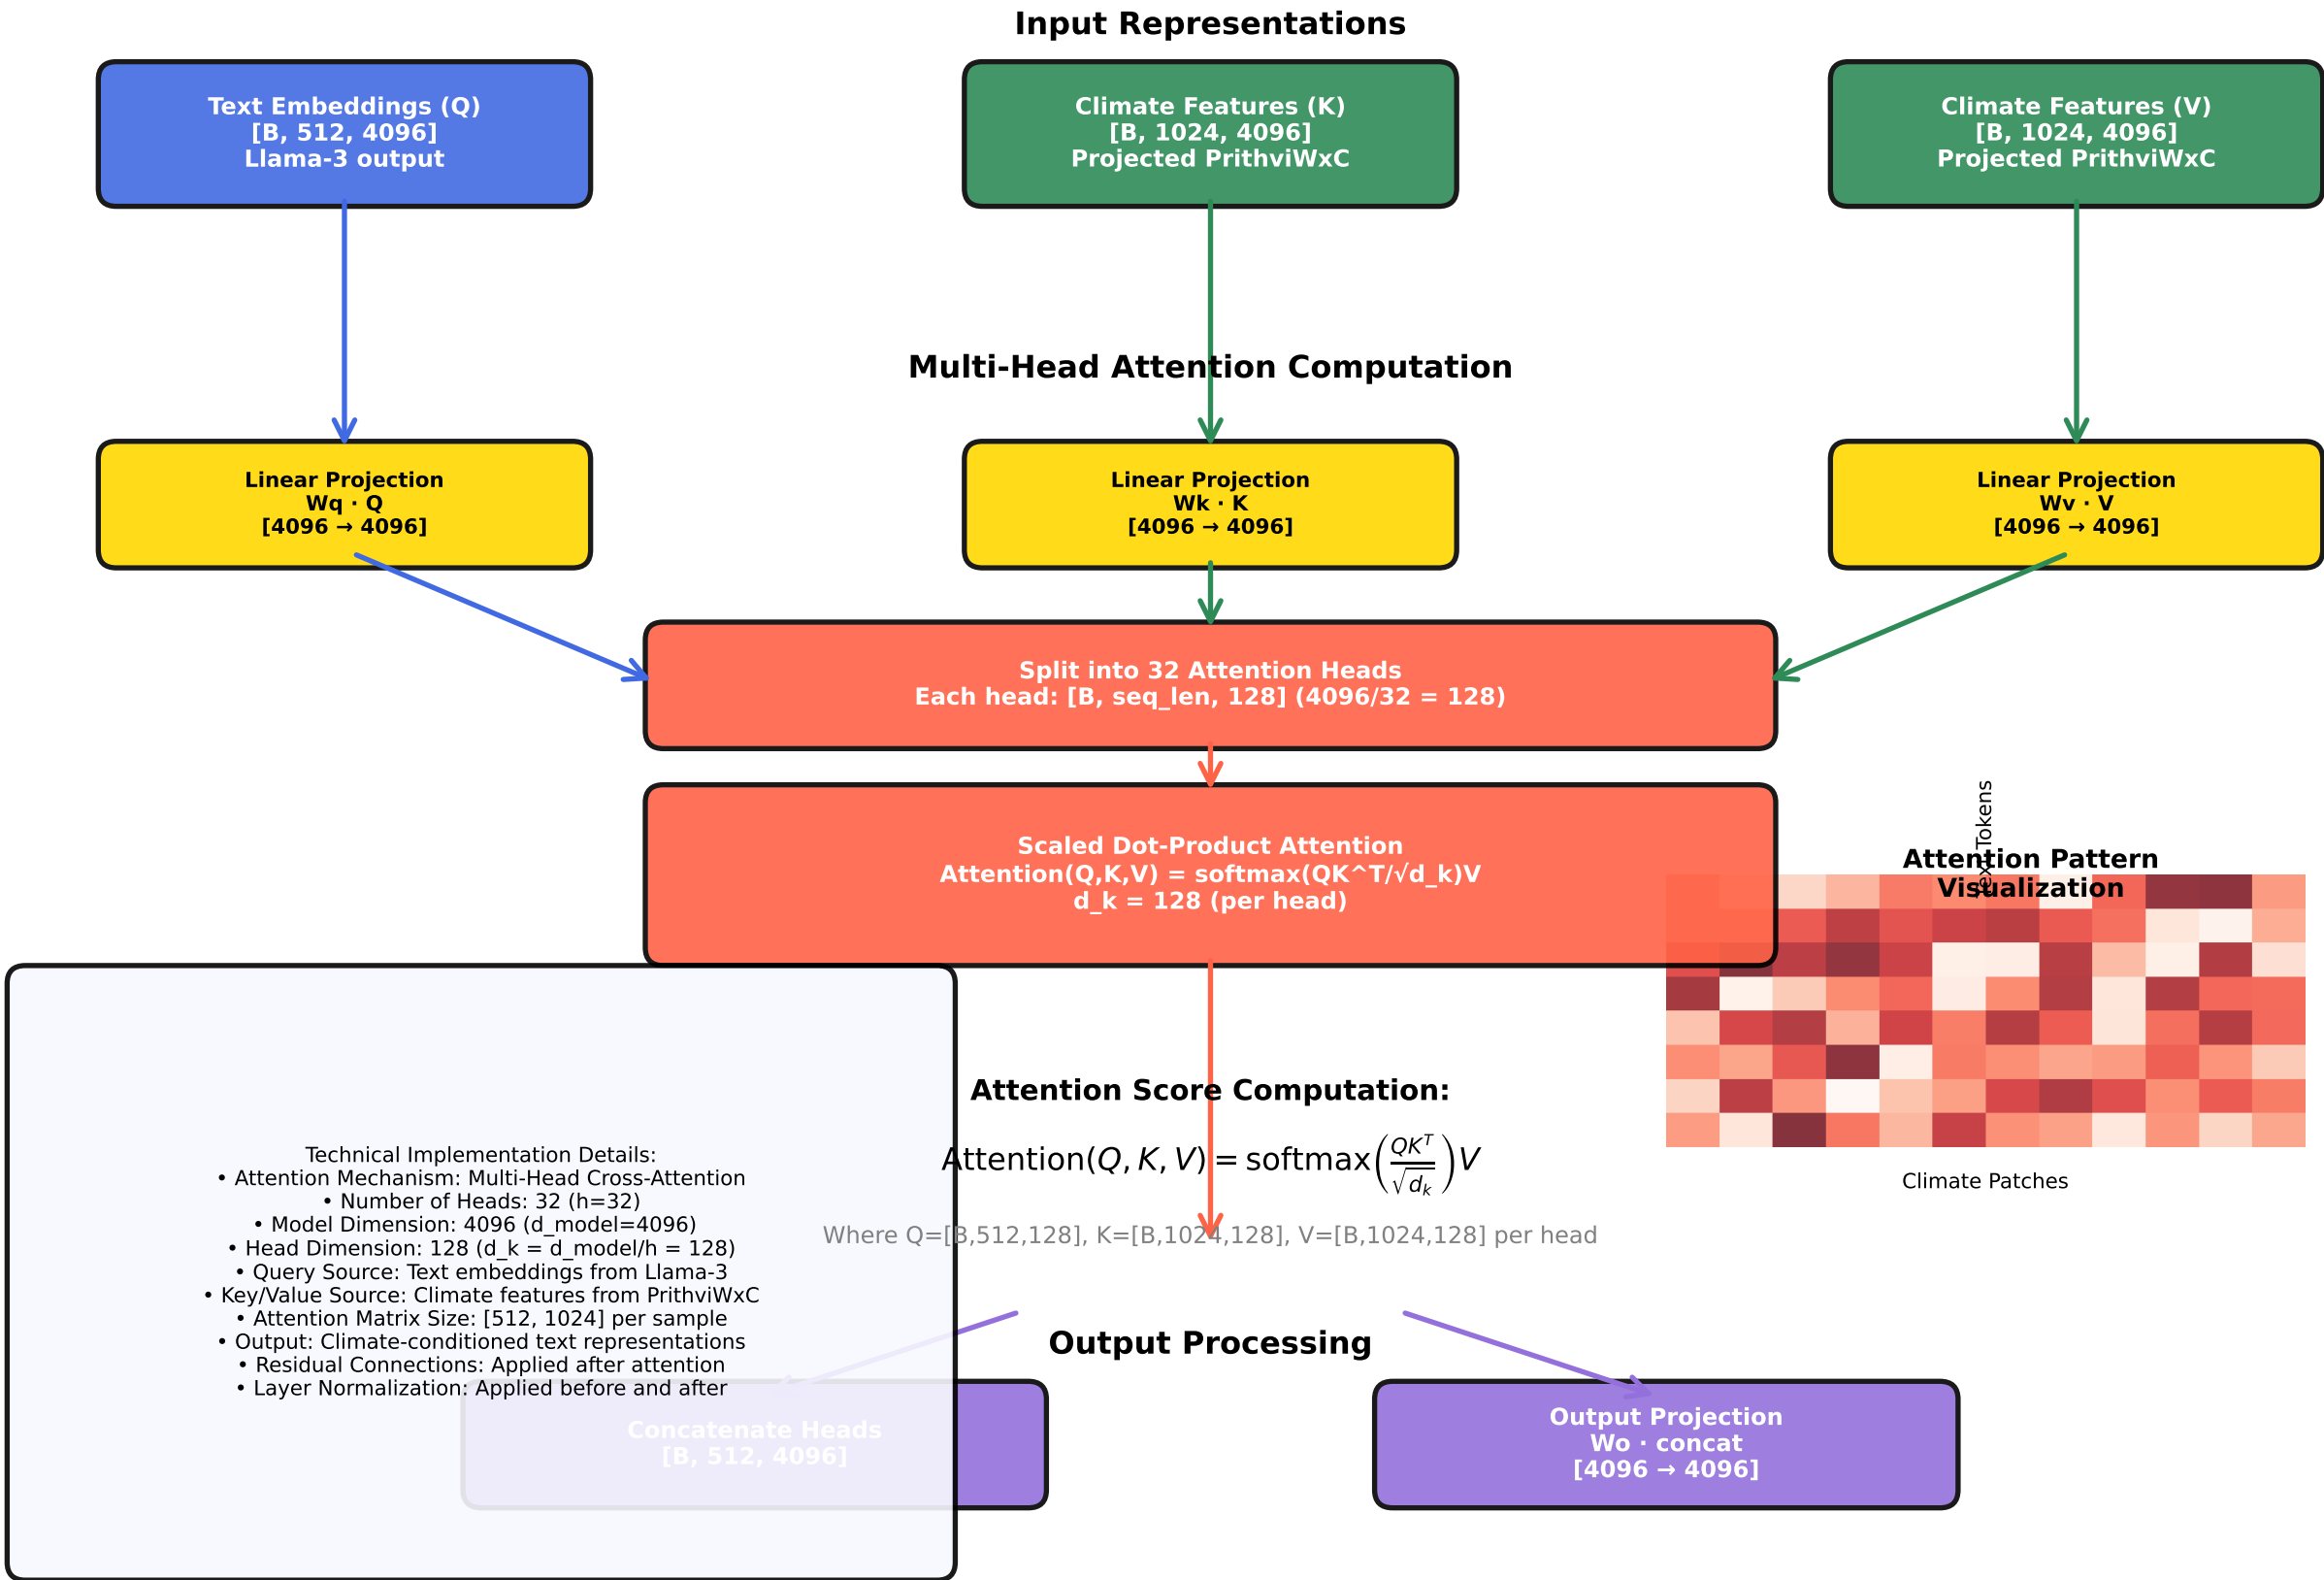 Input Representations
Text Embeddings (Q)
[B, 512, 4096]
Llama-3 output
Climate Features (K)
[B, 1024, 4096]
Projected PrithviWxC
Climate Features (V)
[B, 1024, 4096]
Projected PrithviWxC
Multi-Head Attention Computation
Linear Projection
Wq · Q
[4096 → 4096]
Linear Projection
Wk · K
[4096 → 4096]
Linear Projection
Wv · V
[4096 → 4096]
Split into 32 Attention Heads
Each head: [B, seq_len, 128] (4096/32 = 128)
Scaled Dot-Product Attention
Attention(Q,K,V) = softmax(QK^T/√d_k)V
d_k = 128 (per head)
Text Tokens
Attention Pattern
Visualization
Climate Patches
Attention Score Computation:
Attention(Q, K, V) = softmax(QK^T/√d_k)V
Where Q=[B,512,128], K=[B,1024,128], V=[B,1024,128] per head
Technical Implementation Details:
• Attention Mechanism: Multi-Head Cross-Attention
• Number of Heads: 32 (h=32)
• Model Dimension: 4096 (d_model=4096)
• Head Dimension: 128 (d_k = d_model/h = 128)
• Query Source: Text embeddings from Llama-3
• Key/Value Source: Climate features from PrithviWxC
• Attention Matrix Size: [512, 1024] per sample
• Output: Climate-conditioned text representations
• Residual Connections: Applied after attention
• Layer Normalization: Applied before and after
Output Processing
Concatenate Heads
[B, 512, 4096]
Output Projection
Wo · concat
[4096 → 4096]